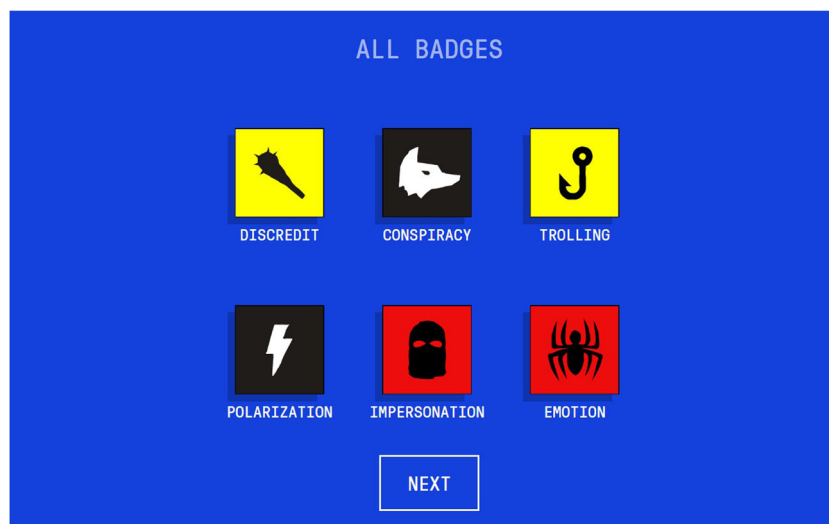 ALL BADGES
DISCREDIT CONSPIRACY TROLLING
POLARIZATION IMPERSONATION EMOTION
NEXT